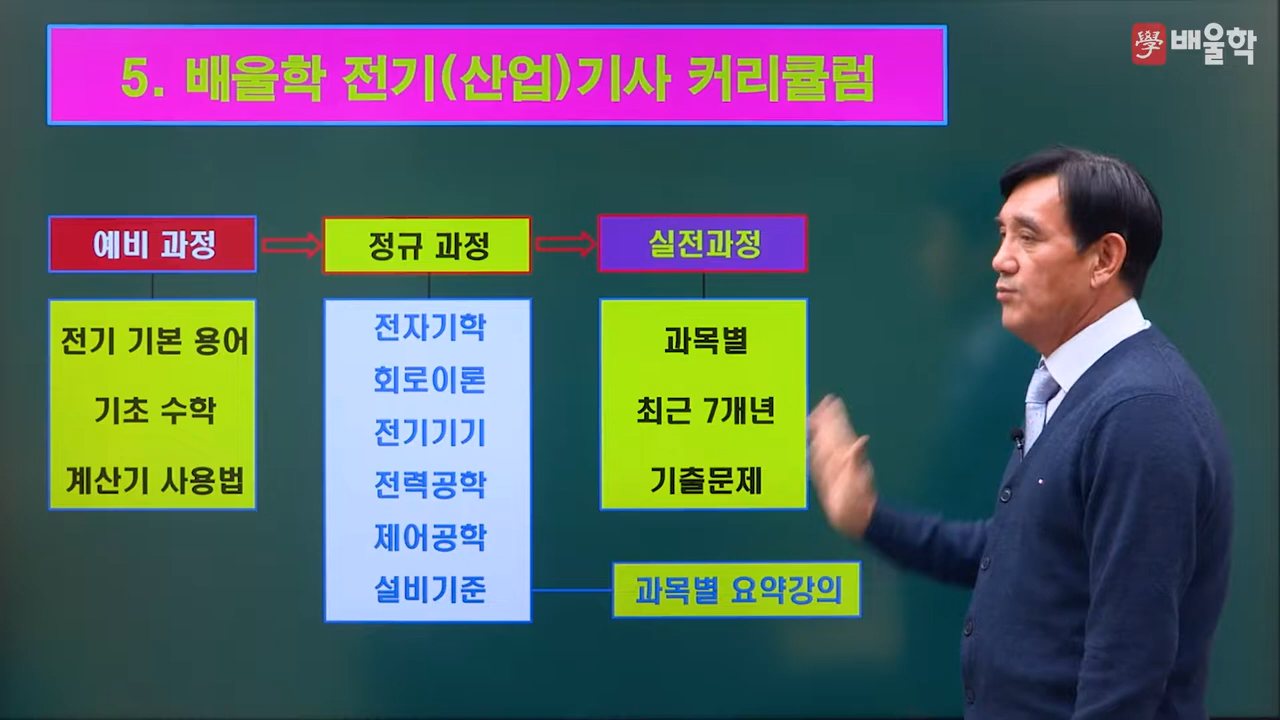 5. 배울학 전기(산업)기사 커리큘럼
學 배울학
예비 과정
정규 과정
실전과정
전기 기본 용어
기초 수학
계산기 사용법
전자기학
회로이론
전기기기
전력공학
제어공학
설비기준
과목별
최근 7개년
기출문제
과목별 요약강의